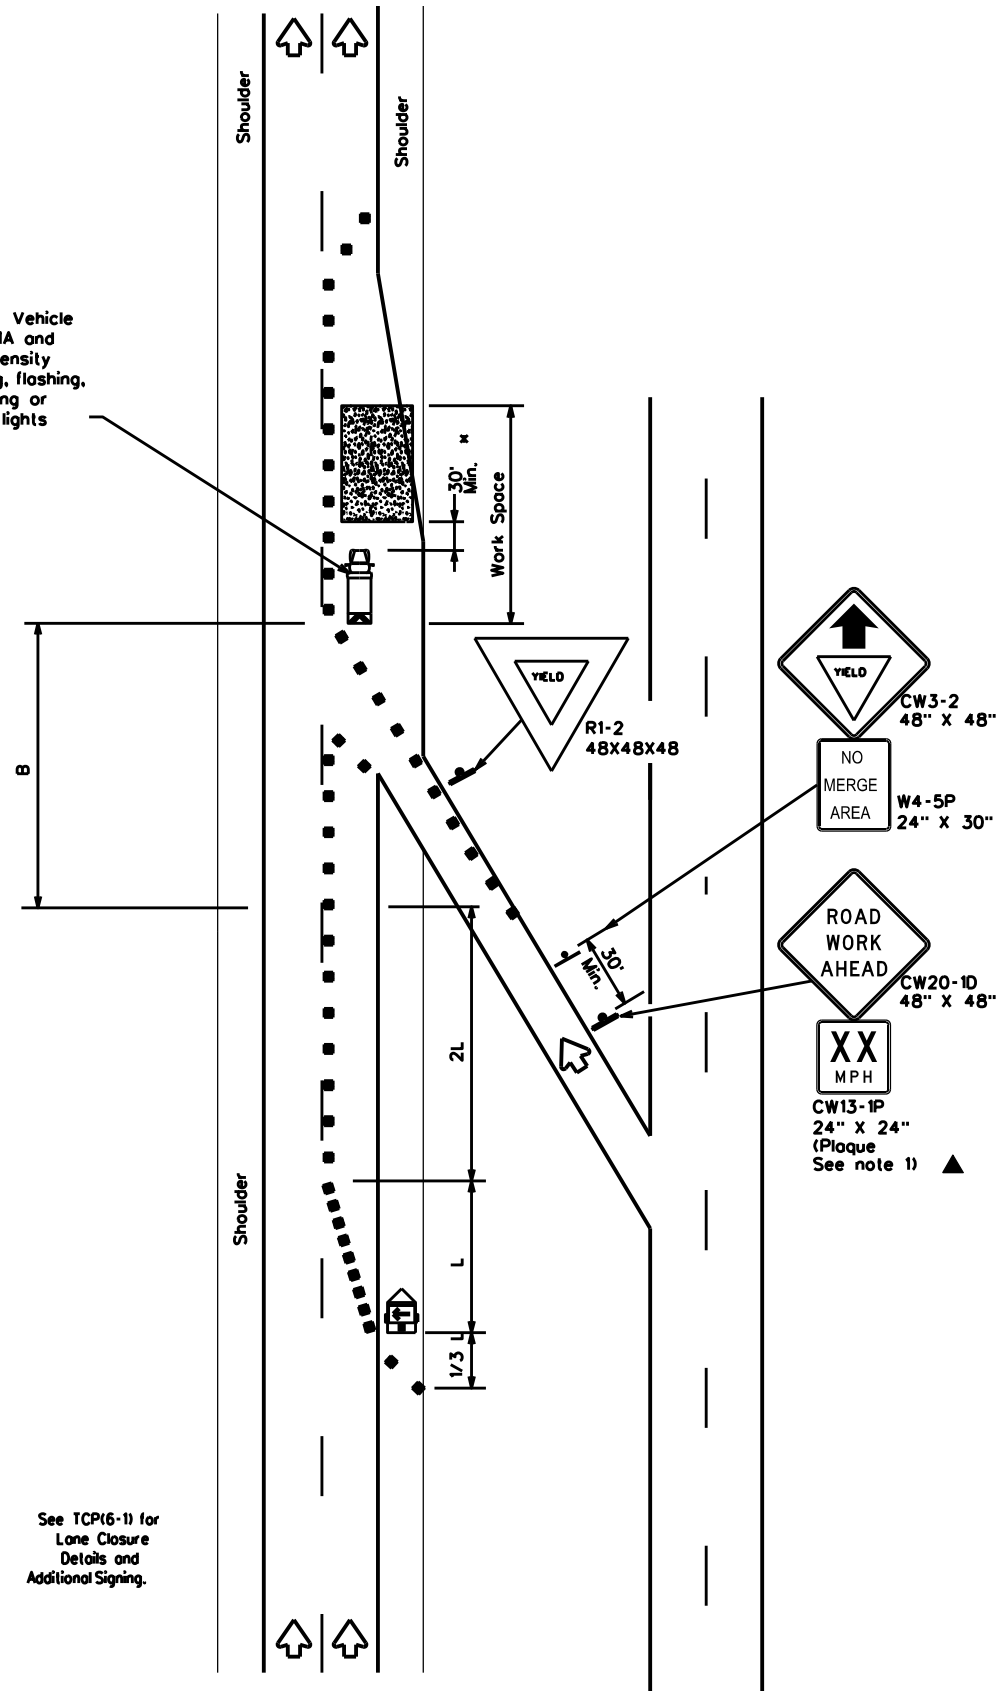 Shoulder
Shoulder
Vehicle
and
flashing,
or
lights
30'
Min.
x
Work Space
B
YIELD
R1-2
48X48X48
YIELD
CW3-2
48" X 48"
NO
MERGE
AREA
W4-5P
24" X 30"
30'
Min.
ROAD
WORK
AHEAD
CW20-1D
48" X 48"
XX
MPH
CW13-1P
24" X 24"
(Plaque
See note 1)
2L
L
1/3 L
Shoulder
See TCP(6-1) for
Lane Closure
Details and
Additional Signing.